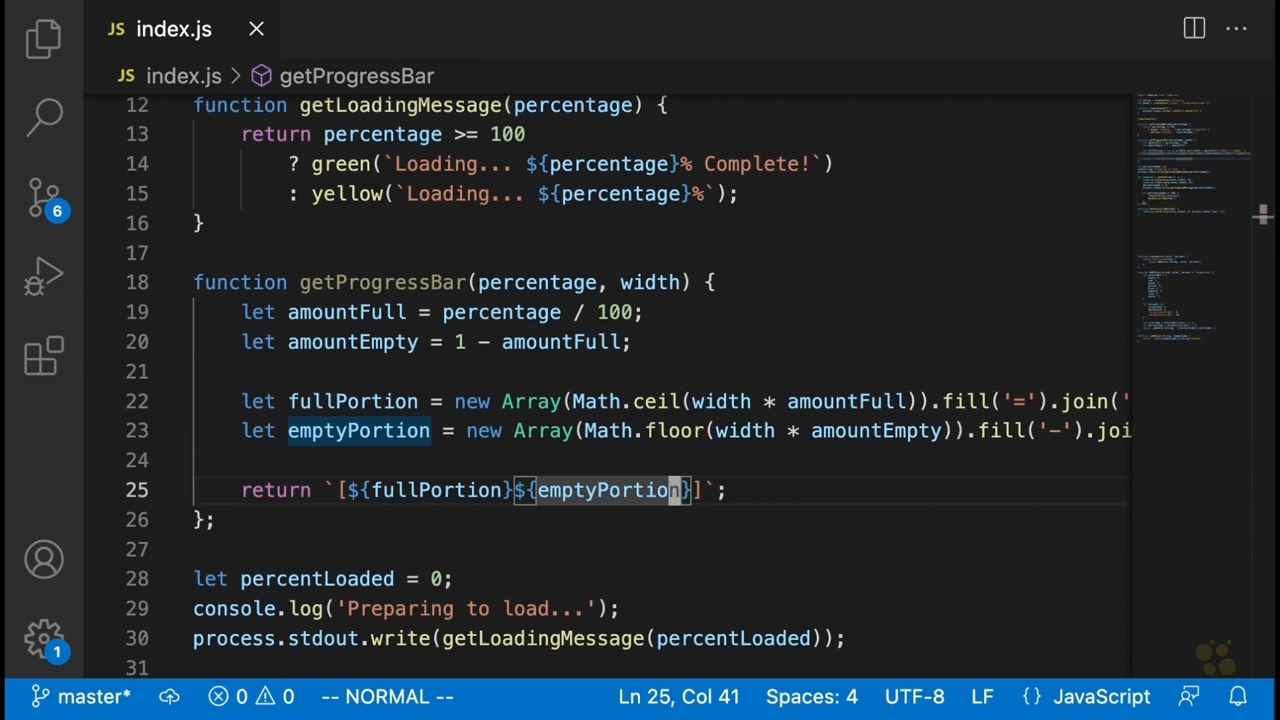 JS index.js
JS index.js > getProgressBar
12 function getLoadingMessage(percentage) {
13 return percentage >= 100
14 ? green(`Loading... ${percentage}% Complete!`)
15 : yellow(`Loading... ${percentage}%`);
16 }
17
18 function getProgressBar(percentage, width) {
19 let amountFull = percentage / 100;
20 let amountEmpty = 1 - amountFull;
21
22 let fullPortion = new Array(Math.ceil(width * amountFull)).fill('=').join('
23 let emptyPortion = new Array(Math.floor(width * amountEmpty)).fill('-').joi
24
25 return `[${fullPortion}${emptyPortion}]`;
26 };
27
28 let percentLoaded = 0;
29 console.log('Preparing to load...');
30 process.stdout.write(getLoadingMessage(percentLoaded));
31
6
1
master* 0 0 -- NORMAL -- Ln 25, Col 41 Spaces: 4 UTF-8 LF {} JavaScript